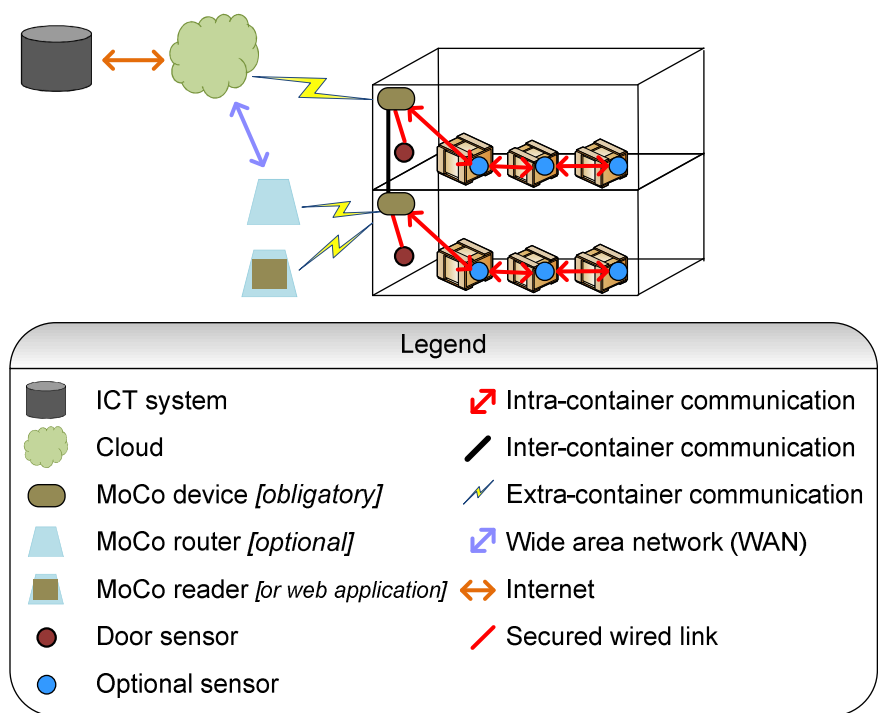 Legend
ICT system
Cloud
MoCo device [obligatory]
MoCo router [optional]
MoCo reader [or web application]
Door sensor
Optional sensor
Intra-container communication
Inter-container communication
Extra-container communication
Wide area network (WAN)
Internet
Secured wired link